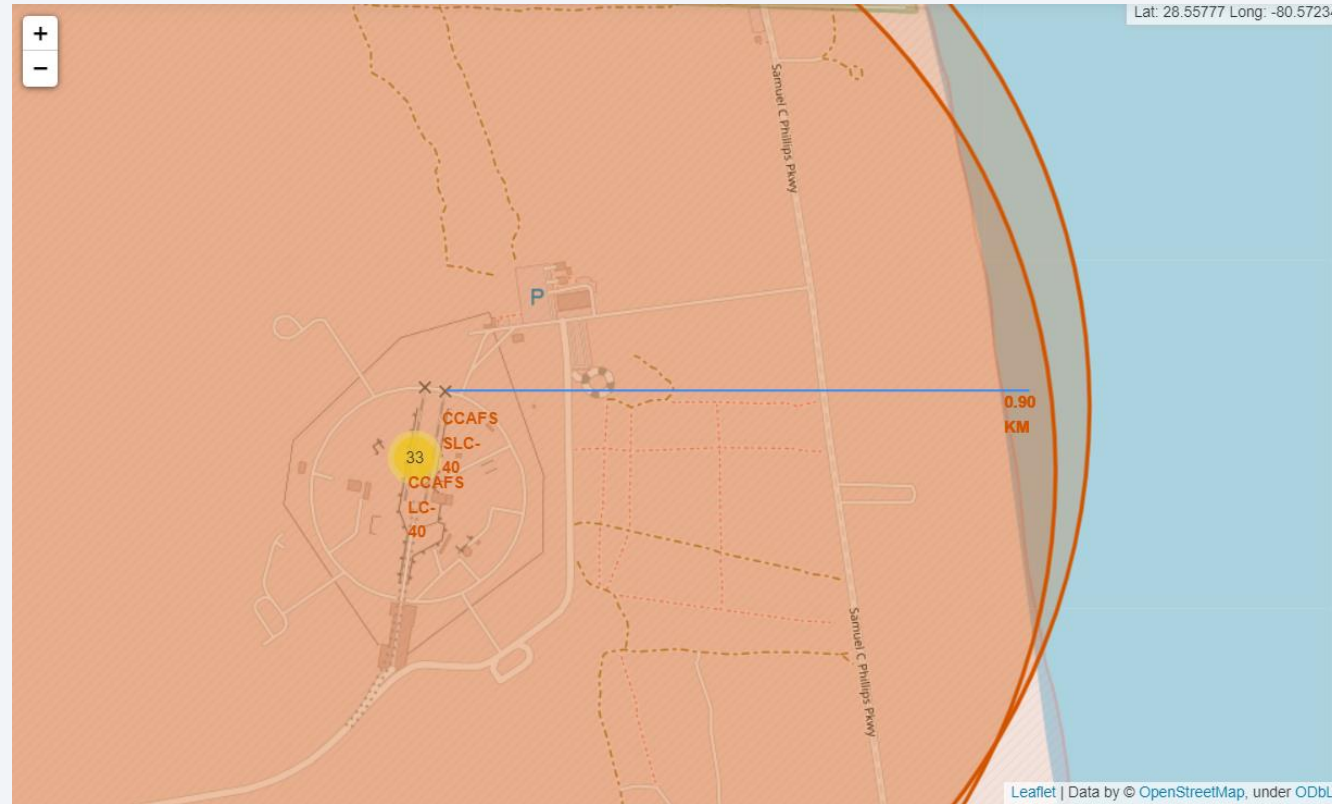 +
Lat: 28.55777 Long: -80.57234
−
Samuel C Phillips Pkwy
P
0.90
KM
CCAFS
SLC-
40
33
CCAFS
LC-
40
Samuel C Phillips Pkwy
Leaflet | Data by © OpenStreetMap, under ODbL